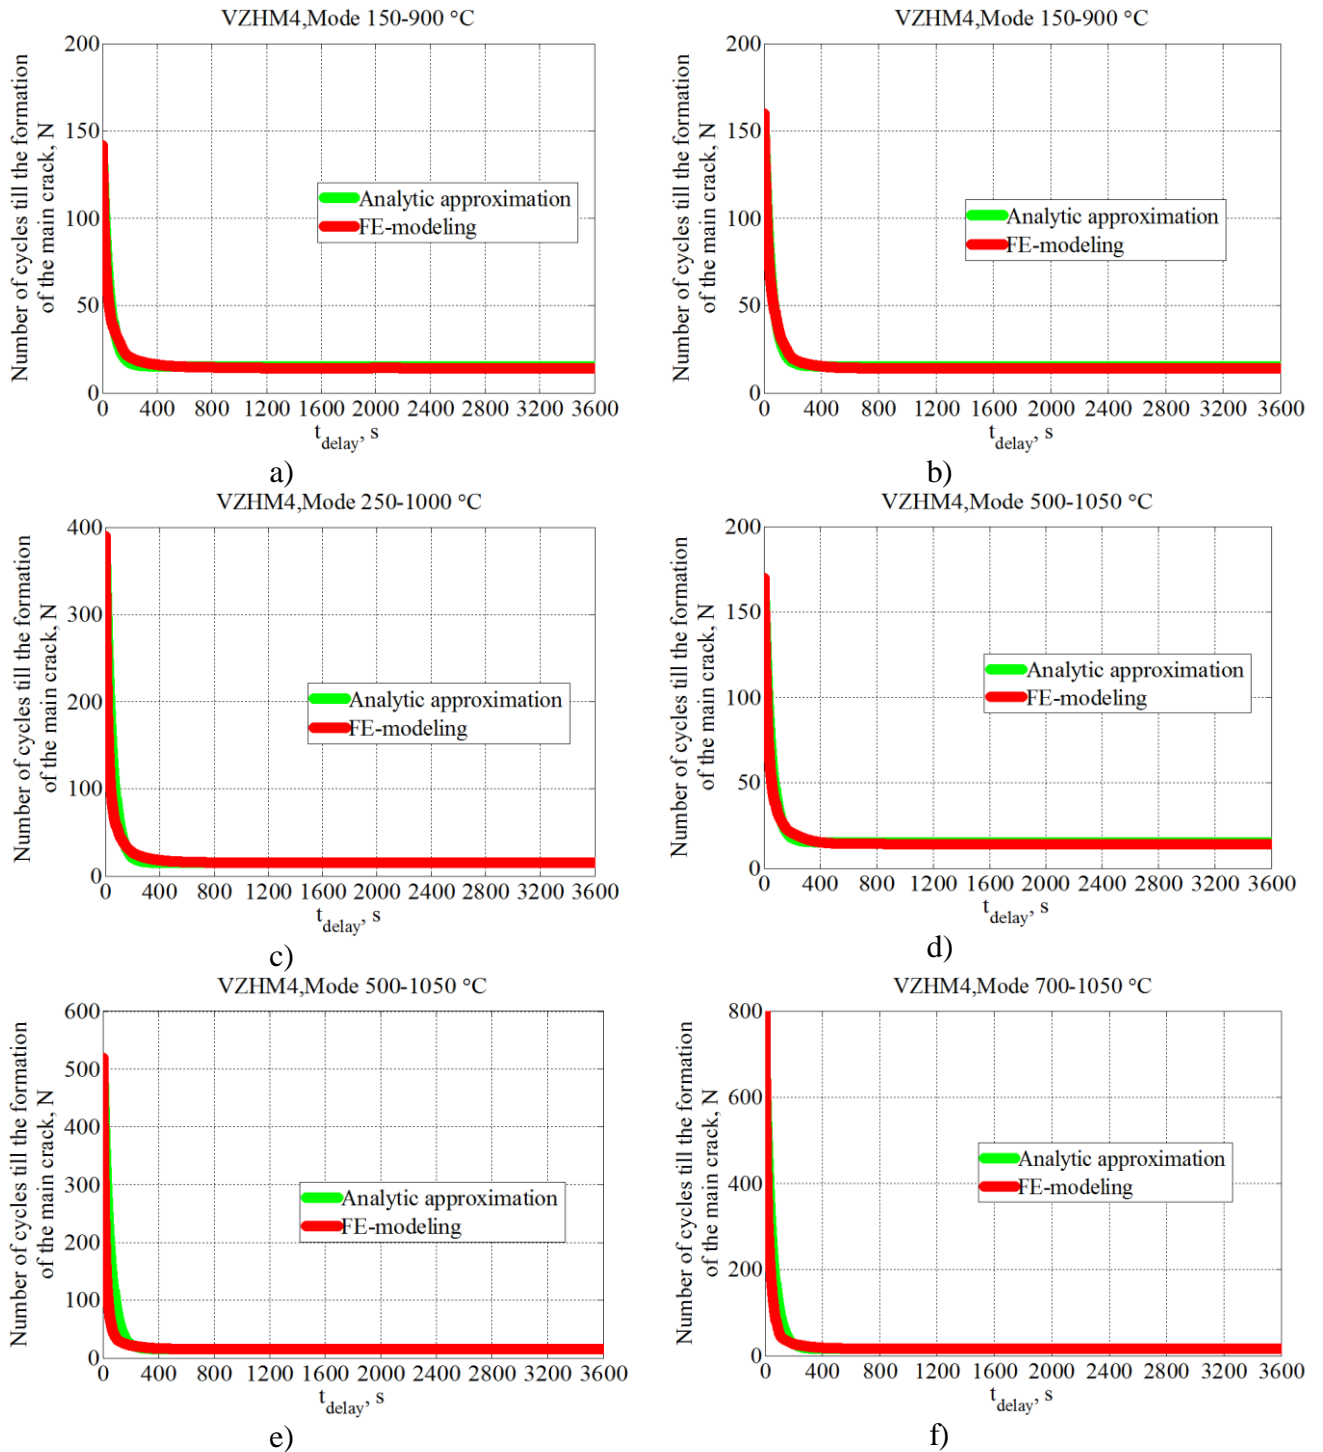 VZHM4,Mode 150-900 °C
Number of cycles till the formation
of the main crack, N
200
150
100
50
0
Analytic approximation
FE-modeling
0 400 800 1200 1600 2000 2400 2800 3200 3600
t_delay, s
a)
VZHM4,Mode 150-900 °C
Number of cycles till the formation
of the main crack, N
200
150
100
50
0
Analytic approximation
FE-modeling
0 400 800 1200 1600 2000 2400 2800 3200 3600
t_delay, s
b)
VZHM4,Mode 250-1000 °C
Number of cycles till the formation
of the main crack, N
400
300
200
100
0
Analytic approximation
FE-modeling
0 400 800 1200 1600 2000 2400 2800 3200 3600
t_delay, s
c)
VZHM4,Mode 500-1050 °C
Number of cycles till the formation
of the main crack, N
200
150
100
50
0
Analytic approximation
FE-modeling
0 400 800 1200 1600 2000 2400 2800 3200 3600
t_delay, s
d)
VZHM4,Mode 500-1050 °C
Number of cycles till the formation
of the main crack, N
600
500
400
300
200
100
0
Analytic approximation
FE-modeling
0 400 800 1200 1600 2000 2400 2800 3200 3600
t_delay, s
e)
VZHM4,Mode 700-1050 °C
Number of cycles till the formation
of the main crack, N
800
600
400
200
0
Analytic approximation
FE-modeling
0 400 800 1200 1600 2000 2400 2800 3200 3600
t_delay, s
f)